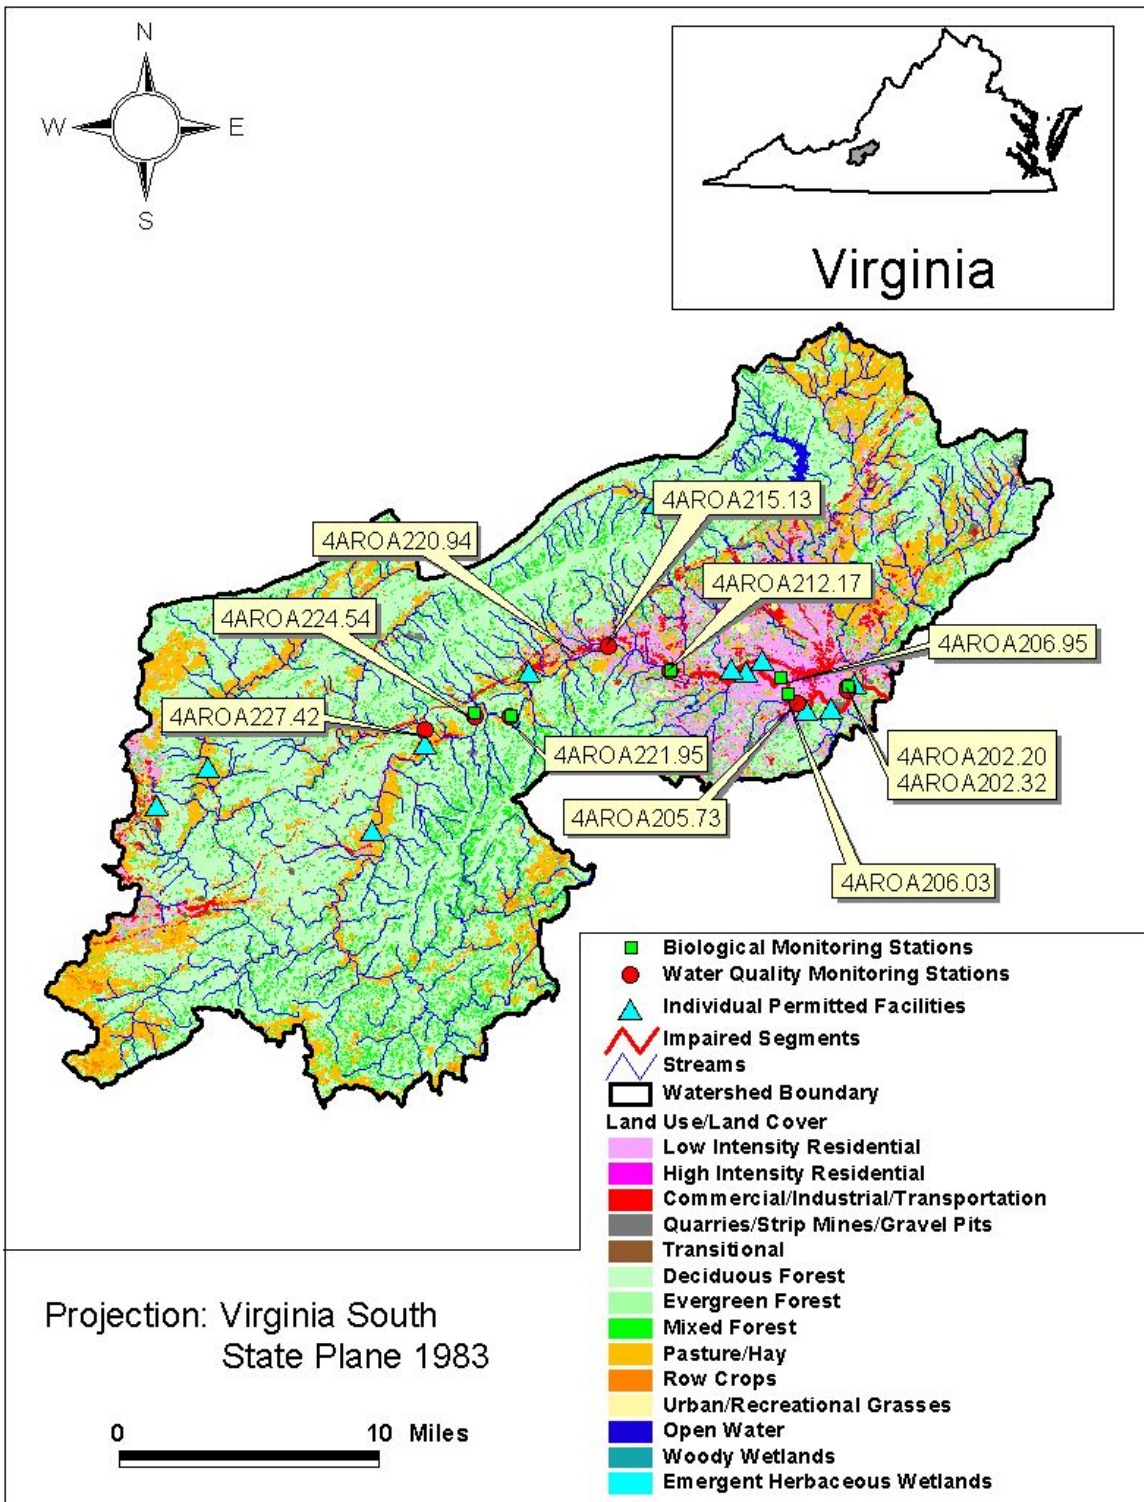 N
W E
S
Virginia
4AROA215.13
4AROA220.94
4AROA212.17
4AROA224.54
4AROA206.95
4AROA227.42
4AROA221.95
4AROA202.20
4AROA202.32
4AROA205.73
4AROA206.03
Biological Monitoring Stations
Water Quality Monitoring Stations
Individual Permitted Facilities
Impaired Segments
Streams
Watershed Boundary
Land Use/Land Cover
Low Intensity Residential
High Intensity Residential
Commercial/Industrial/Transportation
Quarries/Strip Mines/Gravel Pits
Transitional
Deciduous Forest
Evergreen Forest
Mixed Forest
Pasture/Hay
Row Crops
Urban/Recreational Grasses
Open Water
Woody Wetlands
Emergent Herbaceous Wetlands
Projection: Virginia South
State Plane 1983
0 10 Miles